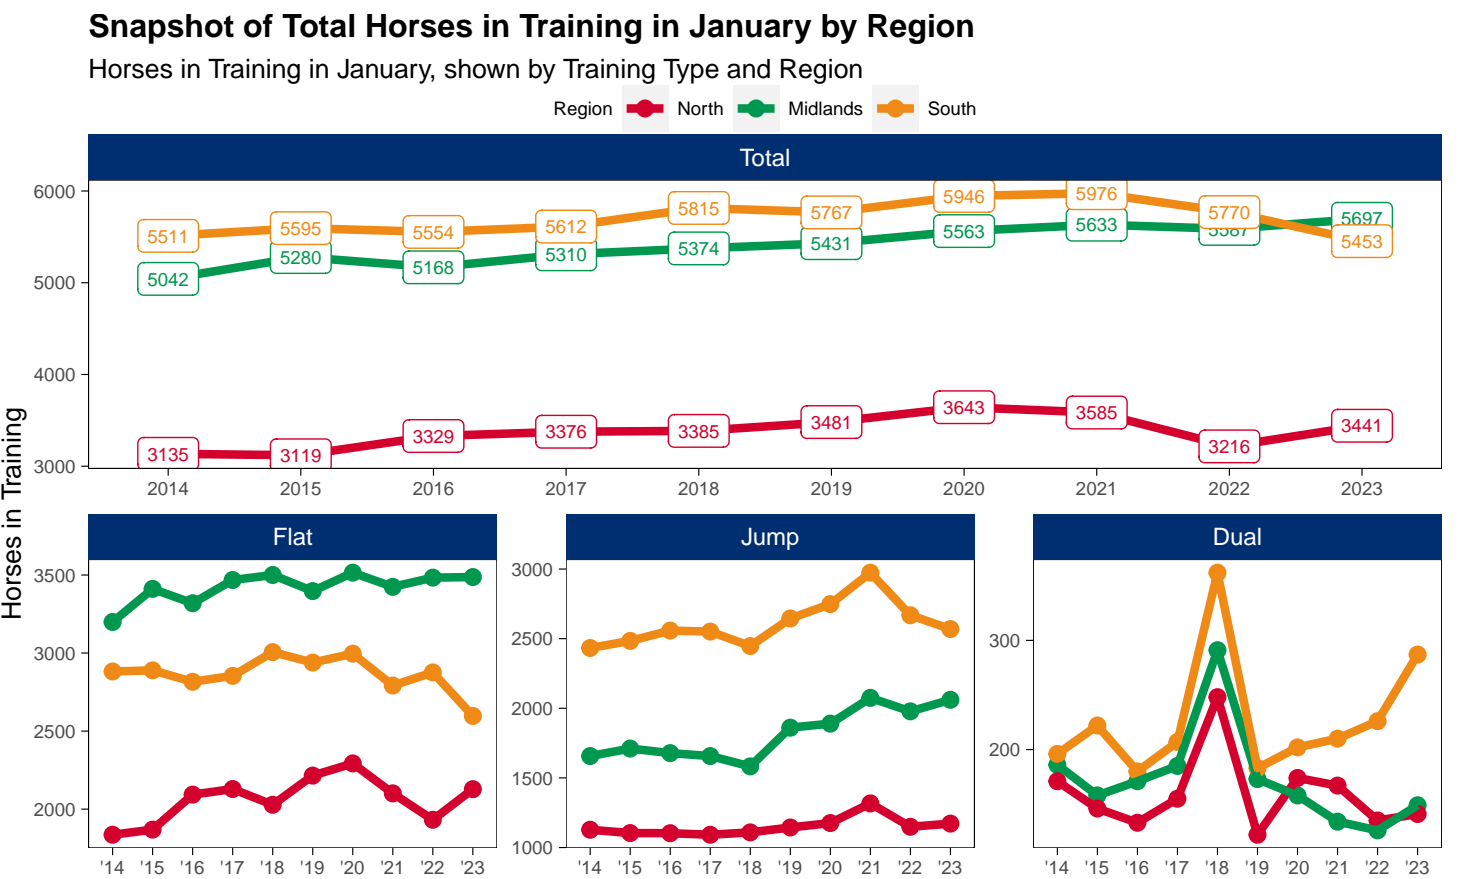 Snapshot of Total Horses in Training in January by Region
Horses in Training in January, shown by Training Type and Region
Region North Midlands South
Total
Horses in Training
6000
5000
4000
3000
5511 5595 5554 5612 5815 5767 5946 5976 5770 5453
5042 5280 5168 5310 5374 5431 5563 5633 5587 5697
3135 3119 3329 3376 3385 3481 3643 3585 3216 3441
2014 2015 2016 2017 2018 2019 2020 2021 2022 2023
Flat
3500
3000
2500
2000
'14 '15 '16 '17 '18 '19 '20 '21 '22 '23
Jump
3000
2500
2000
1500
1000
'14 '15 '16 '17 '18 '19 '20 '21 '22 '23
Dual
300
200
'14 '15 '16 '17 '18 '19 '20 '21 '22 '23